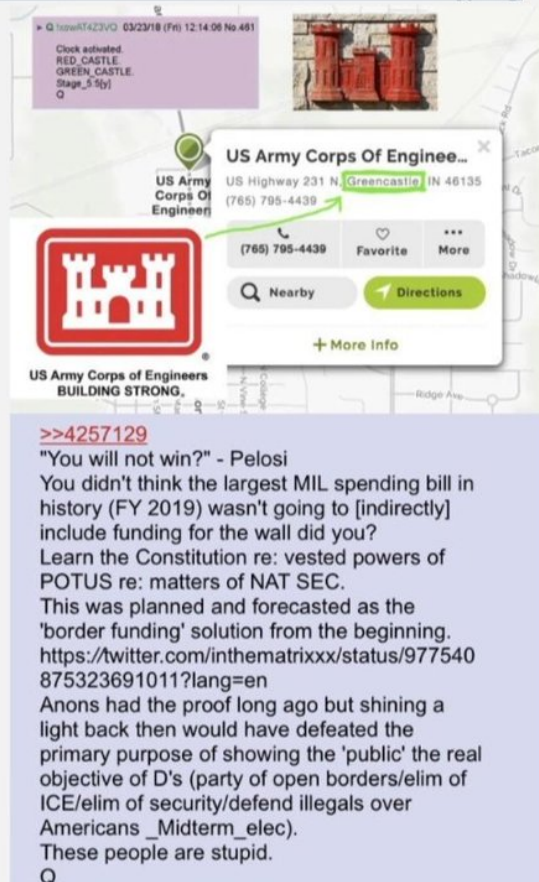 Q !xowAT4Z3VQ 03/23/18 (Fri) 12:14:06 No.461
Clock activated.
RED_CASTLE.
GREEN_CASTLE.
Stage_5:5[y]
Q
US Army
Corps Of
Engineer
US Army Corps Of Enginee...
US Highway 231 N, Greencastle, IN 46135
(765) 795-4439
(765) 795-4439
Favorite
More
Nearby
Directions
+ More Info
US Army Corps of Engineers
BUILDING STRONG.
®
Ridge Ave
>>4257129
"You will not win?" - Pelosi
You didn't think the largest MIL spending bill in
history (FY 2019) wasn't going to [indirectly]
include funding for the wall did you?
Learn the Constitution re: vested powers of
POTUS re: matters of NAT SEC.
This was planned and forecasted as the
'border funding' solution from the beginning.
https://twitter.com/inthematrixxx/status/977540
875323691011?lang=en
Anons had the proof long ago but shining a
light back then would have defeated the
primary purpose of showing the 'public' the real
objective of D's (party of open borders/elim of
ICE/elim of security/defend illegals over
Americans _Midterm_elec).
These people are stupid.
Q